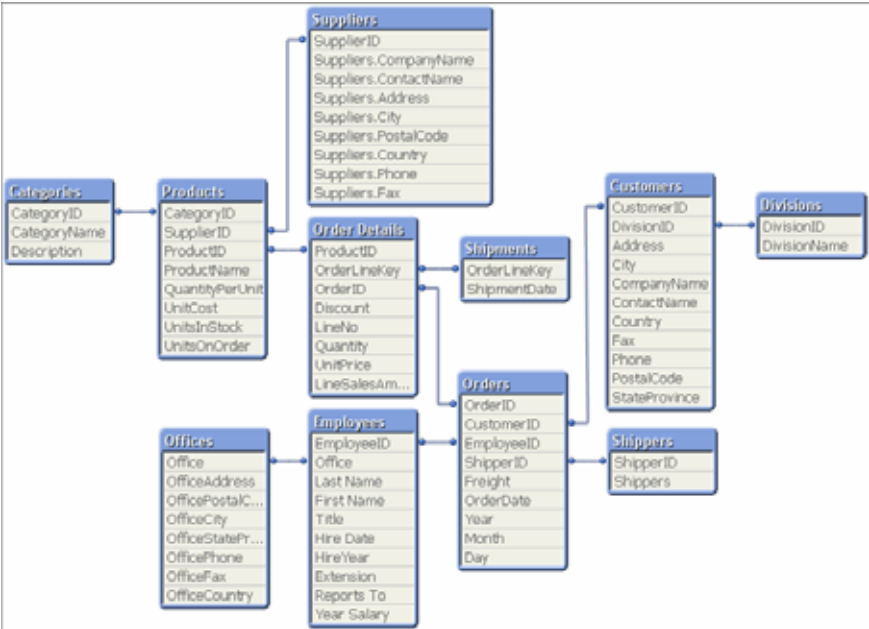 Suppliers
SupplierID
Suppliers.CompanyName
Suppliers.ContactName
Suppliers.Address
Suppliers.City
Suppliers.PostalCode
Suppliers.Country
Suppliers.Phone
Suppliers.Fax
Categories
CategoryID
CategoryName
Description
Products
CategoryID
SupplierID
ProductID
ProductName
QuantityPerUnit
UnitCost
UnitsInStock
UnitsOnOrder
Order Details
ProductID
OrderLineKey
OrderID
Discount
LineNo
Quantity
UnitPrice
LineSalesAm...
Shipments
OrderLineKey
ShipmentDate
Customers
CustomerID
DivisionID
Address
City
CompanyName
ContactName
Country
Fax
Phone
PostalCode
StateProvince
Divisions
DivisionID
DivisionName
Offices
Office
OfficeAddress
OfficePostalC...
OfficeCity
OfficeStatePr...
OfficePhone
OfficeFax
OfficeCountry
Employees
EmployeeID
Office
Last Name
First Name
Title
Hire Date
HireYear
Extension
Reports To
Year Salary
Orders
OrderID
CustomerID
EmployeeID
ShipperID
Freight
OrderDate
Year
Month
Day
Shippers
ShipperID
Shippers